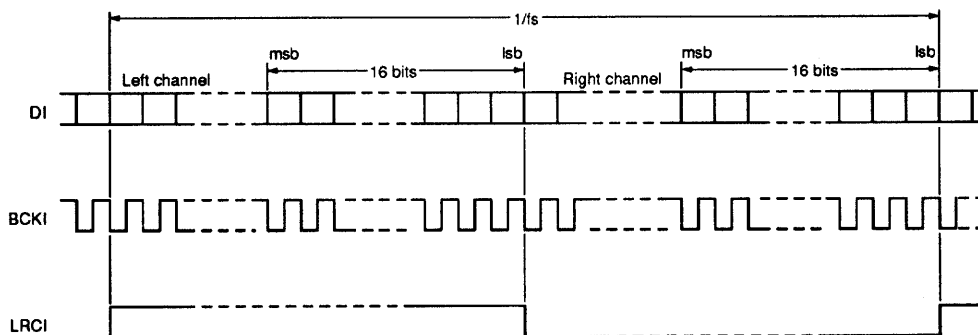 1/fs
msb lsb msb lsb
Left channel 16 bits Right channel 16 bits
DI
BCKI
LRCI